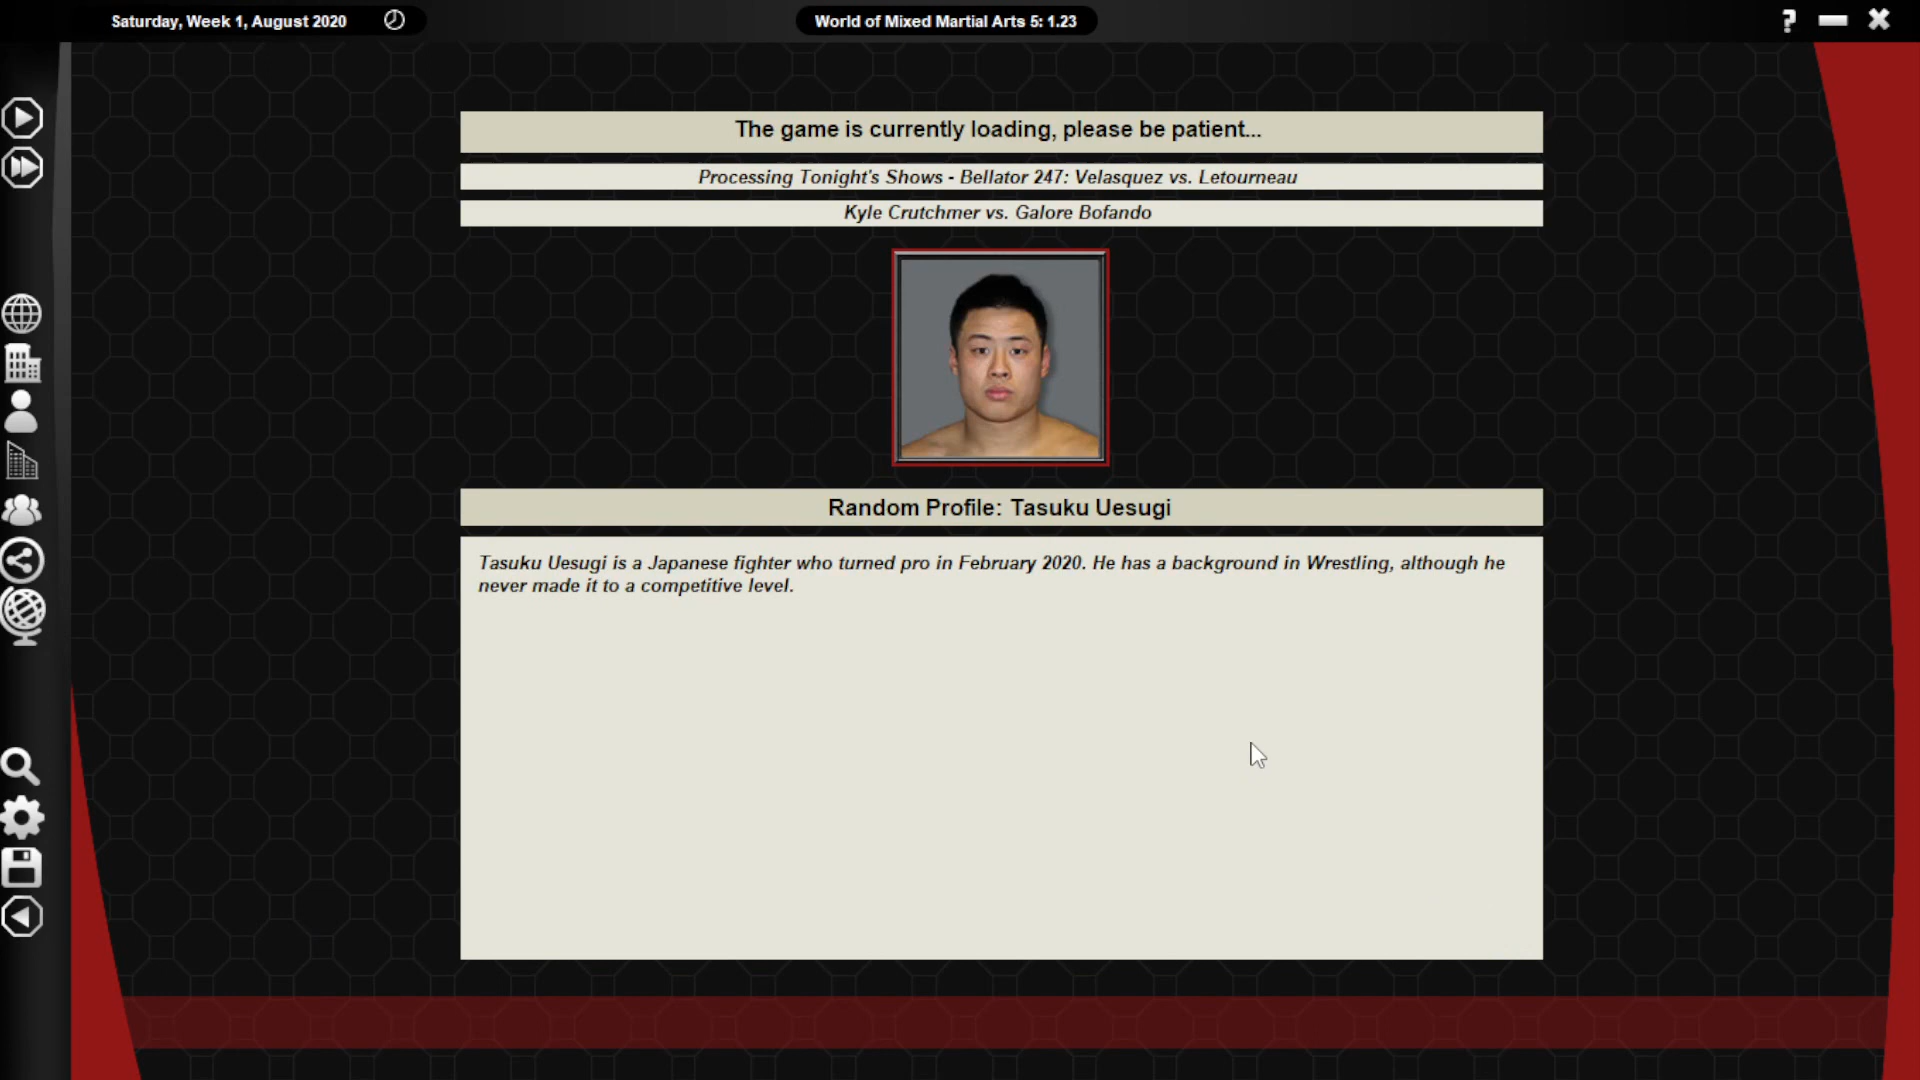 Saturday, Week 1, August 2020
World of Mixed Martial Arts 5: 1.23
?
The game is currently loading, please be patient...
Processing Tonight's Shows - Bellator 247: Velasquez vs. Letourneau
Kyle Crutchmer vs. Galore Bofando
Random Profile: Tasuku Uesugi
Tasuku Uesugi is a Japanese fighter who turned pro in February 2020. He has a background in Wrestling, although he
never made it to a competitive level.